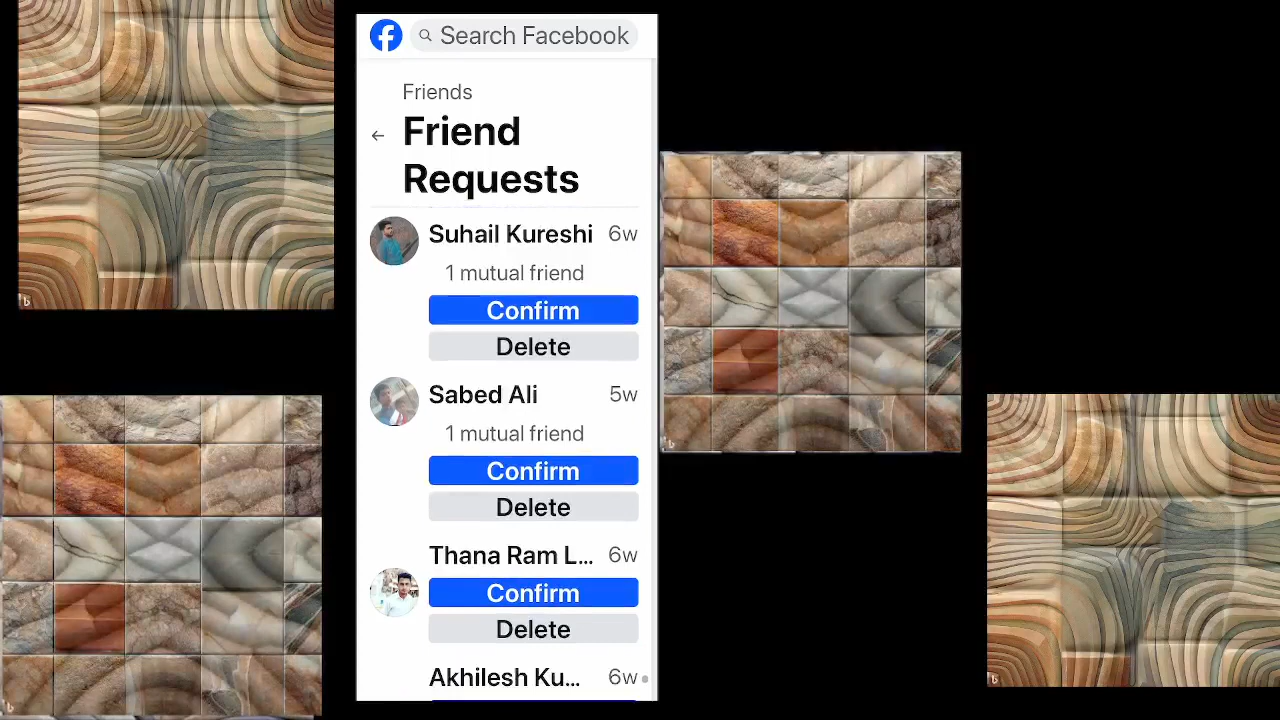 Search Facebook
Friends
Friend
Requests
Suhail Kureshi 6w
1 mutual friend
Confirm
Delete
Sabed Ali 5w
1 mutual friend
Confirm
Delete
Thana Ram L... 6w
Confirm
Delete
Akhilesh Ku... 6w